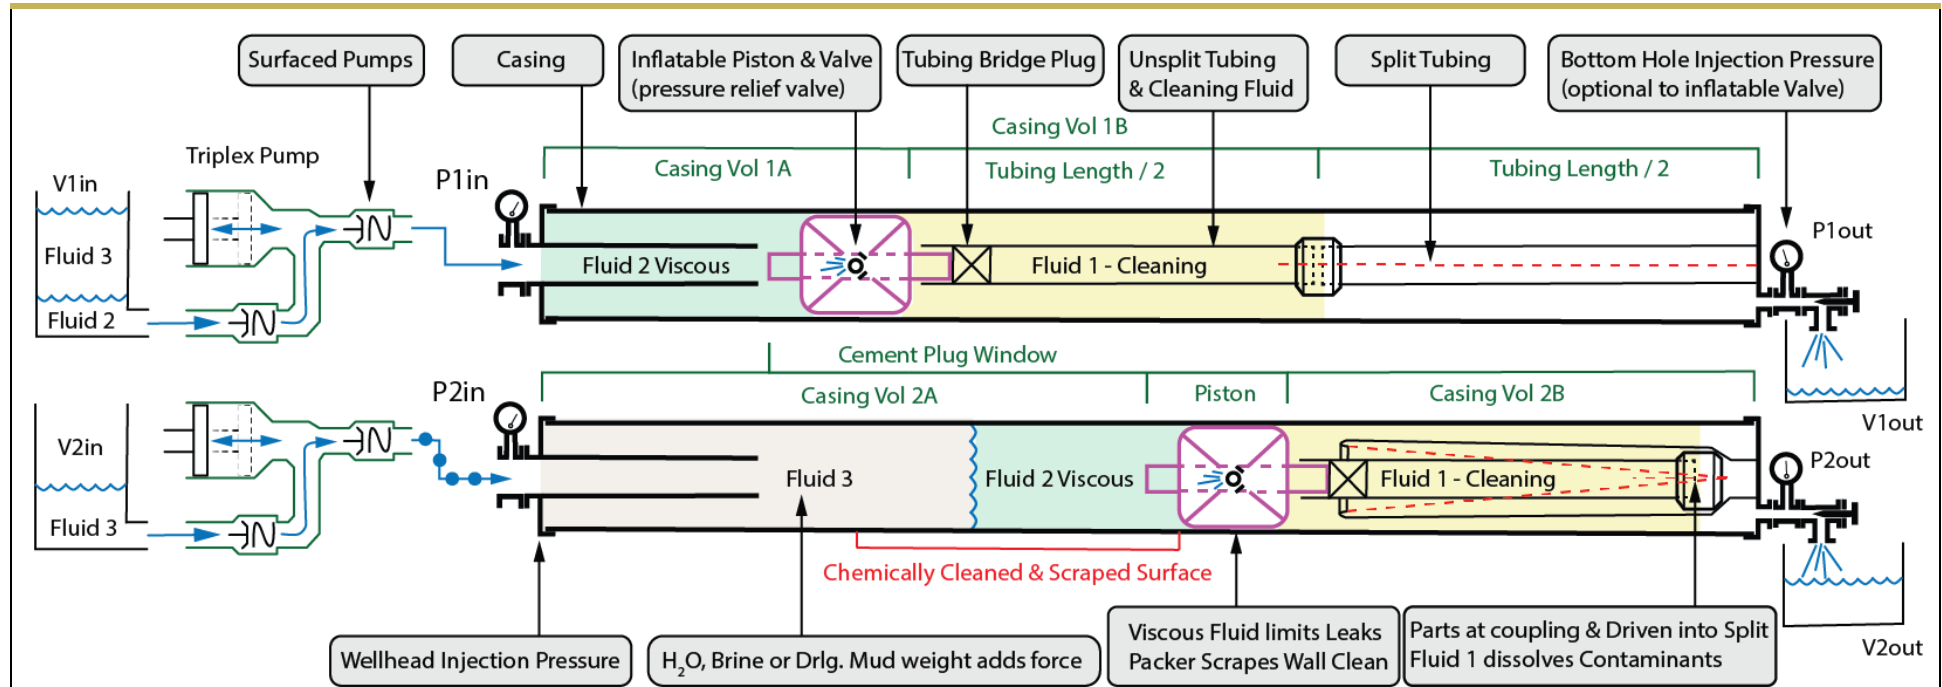 Surfaced Pumps
Casing
Inflatable Piston & Valve
(pressure relief valve)
Tubing Bridge Plug
Unsplit Tubing
& Cleaning Fluid
Split Tubing
Bottom Hole Injection Pressure
(optional to inflatable Valve)
Casing Vol 1B
Triplex Pump
Casing Vol 1A
Tubing Length / 2
Tubing Length / 2
V1in
P1in
P1out
Fluid 3
Fluid 2 Viscous
Fluid 1 - Cleaning
Fluid 2
Cement Plug Window
P2in
Casing Vol 2A
Piston
Casing Vol 2B
V1out
V2in
P2out
Fluid 3
Fluid 2 Viscous
Fluid 1 - Cleaning
Fluid 3
Chemically Cleaned & Scraped Surface
Wellhead Injection Pressure
H₂O, Brine or Drlg. Mud weight adds force
Viscous Fluid limits Leaks
Packer Scrapes Wall Clean
Parts at coupling & Driven into Split
Fluid 1 dissolves Contaminants
V2out